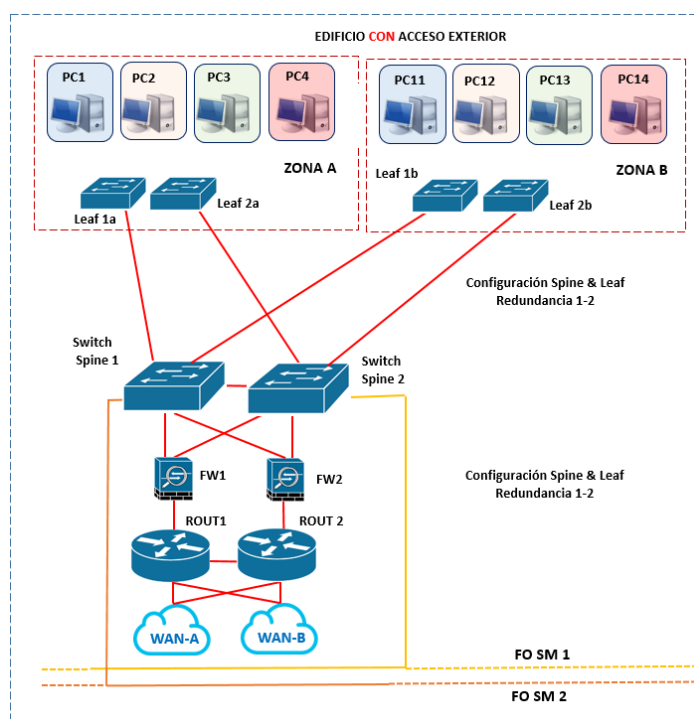 EDIFICIO CON ACCESO EXTERIOR
PC1
PC2
PC3
PC4
ZONA A
Leaf 1a
Leaf 2a
PC11
PC12
PC13
PC14
Leaf 1b
ZONA B
Leaf 2b
Configuración Spine & Leaf
Redundancia 1-2
Switch
Spine 1
Switch
Spine 2
FW1
FW2
Configuración Spine & Leaf
Redundancia 1-2
ROUT1
ROUT 2
WAN-A
WAN-B
FO SM 1
FO SM 2